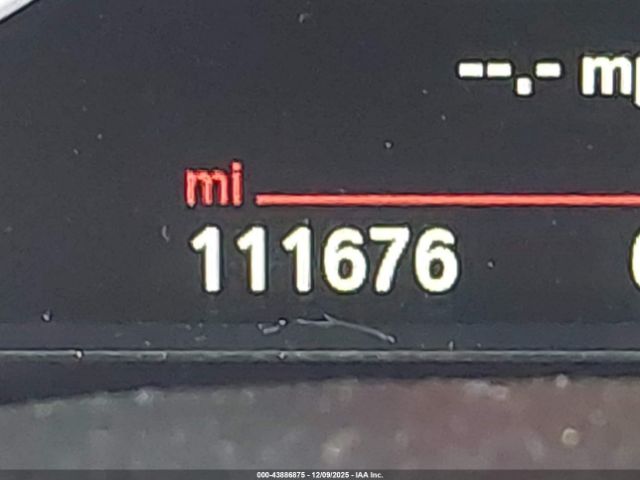 --.- mp
mi
111676
000-43886875 - 12/09/2025 - IAA Inc.